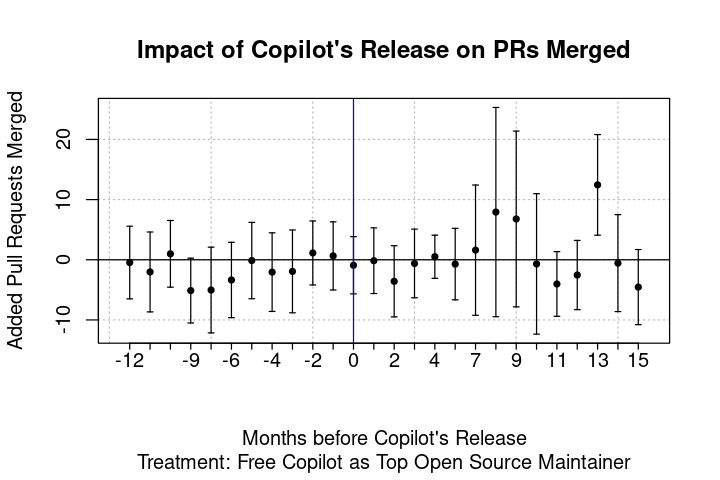 Impact of Copilot's Release on PRs Merged
Added Pull Requests Merged
20
10
0
-10
-12 -9 -6 -4 -2 0 2 4 7 9 11 13 15
Months before Copilot's Release
Treatment: Free Copilot as Top Open Source Maintainer